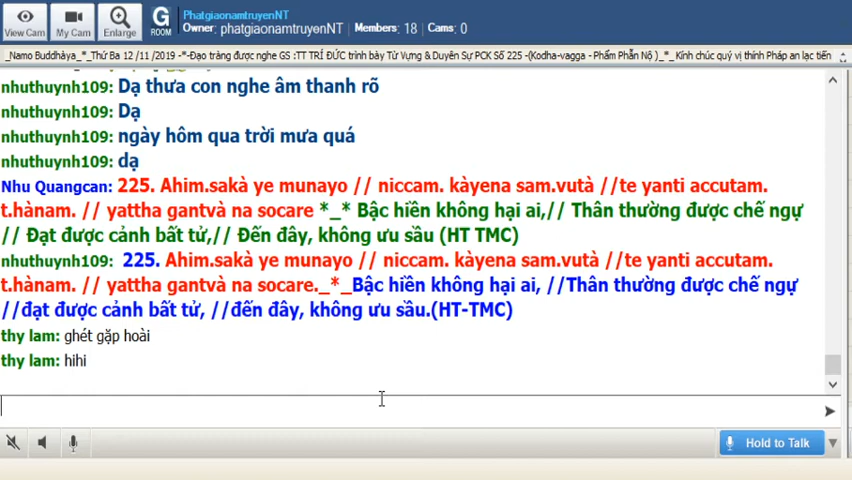 View Cam
My Cam
Enlarge
G
ROOM
PhatgiaonamtruyenNT
Owner: phatgiaonamtruyenNT Members: 18 Cams: 0
_Namo Buddhàya_*_Thứ Ba 12 /11 /2019 -*-Đạo tràng được nghe GS :TT TRÍ ĐỨC trình bày Từ Vựng & Duyên Sự PCK Số 225 -(Kodha-vagga - Phẩm Phẫn Nộ )_*_ Kính chúc quý vị thính Pháp an lạc tiến
nhuthuynh109: Dạ thưa con nghe âm thanh rõ
nhuthuynh109: Dạ
nhuthuynh109: ngày hôm qua trời mưa quá
nhuthuynh109: dạ
Nhu Quangcan: 225. Ahim.sakà ye munayo // niccam. kàyena sam.vutà //te yanti accutam.
t.hànam. // yattha gantvà na socare *_* Bậc hiền không hại ai,// Thân thường được chế ngự
// Đạt được cảnh bất tử,// Đến đây, không ưu sầu (HT TMC)
nhuthuynh109: 225. Ahim.sakà ye munayo // niccam. kàyena sam.vutà //te yanti accutam.
t.hànam. // yattha gantvà na socare._*_Bậc hiền không hại ai, //Thân thường được chế ngự
//đạt được cảnh bất tử, //đến đây, không ưu sầu.(HT-TMC)
thy lam: ghét gặp hoài
thy lam: hihi
Hold to Talk